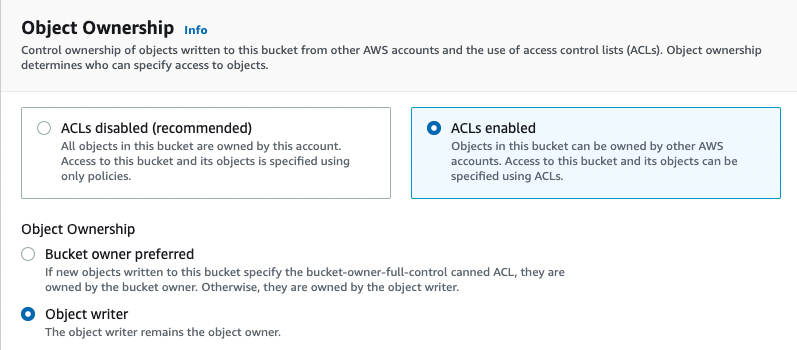 Object Ownership Info
Control ownership of objects written to this bucket from other AWS accounts and the use of access control lists (ACLs). Object ownership
determines who can specify access to objects.
ACLs disabled (recommended)
All objects in this bucket are owned by this account.
Access to this bucket and its objects is specified using
only policies.
ACLs enabled
Objects in this bucket can be owned by other AWS
accounts. Access to this bucket and its objects can be
specified using ACLs.
Object Ownership
Bucket owner preferred
If new objects written to this bucket specify the bucket-owner-full-control canned ACL, they are
owned by the bucket owner. Otherwise, they are owned by the object writer.
Object writer
The object writer remains the object owner.